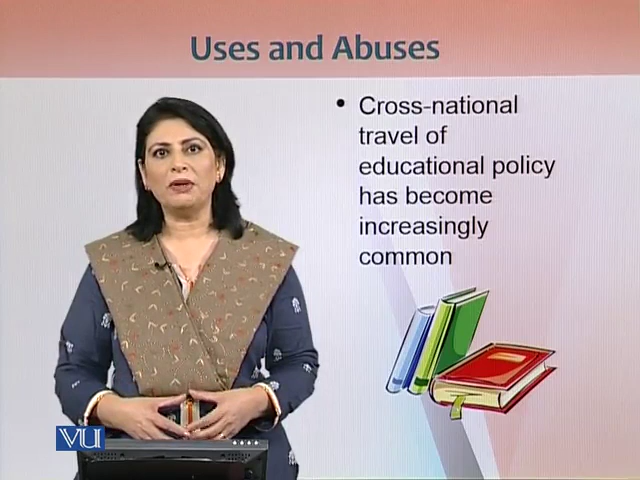 Uses and Abuses
• Cross-national
travel of
educational policy
has become
increasingly
common
VU